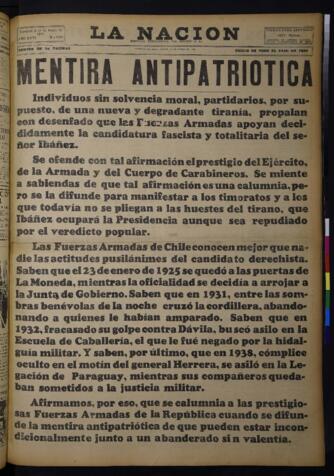 LA NACION
PRECIO EN TODO EL PAIS: UN PESO
MENTIRA ANTIPATRIOTICA
Individuos sin solvencia moral, partidarios, por su-
puesto, de una nueva y degradante tiranía, propalan
con desenfado que las Fuerzas Armadas apoyan deci-
didamente la candidatura fascista y totalitaria del se-
ñor Ibáñez.
Se ofende con tal afirmación el prestigio del Ejército,
de la Armada y del Cuerpo de Carabineros. Se miente
a sabiendas de que tal afirmación es una calumnia, pe-
ro se la difunde para manifestar a los timoratos y a los
que todavía no se pliegan a las huestes del tirano, que
Ibáñez ocupará la Presidencia aunque sea repudiado
por el veredicto popular.
Las Fuerzas Armadas de Chile conocen mejor que na-
die las actitudes pusilánimes del candidato derechista.
Saben que el 23 de enero de 1925 se quedó a las puertas de
La Moneda, mientras la oficialidad se decidía a arrojar a
la Junta de Gobierno. Saben que en 1931, entre las som-
bras benévolas de la noche cruzó la cordillera, abando-
nando a quienes le habían amparado. Saben que en
1932, fracasado su golpe contra Dávila, buscó asilo en la
Escuela de Caballería, el que le fué negado por la hidal-
guía militar. Y saben, por último, que en 1938, cómplice
oculto en el motín del general Herrera, se asiló en la Le-
gación de Paraguay, mientras sus compañeros queda-
ban sometidos a la justicia militar.
Afirmamos, por eso, que se calumnia a las prestigio-
sas Fuerzas Armadas de la República cuando se difun-
de la mentira antipatriótica de que pueden estar incon-
dicionalmente junto a un abanderado sin valentía.